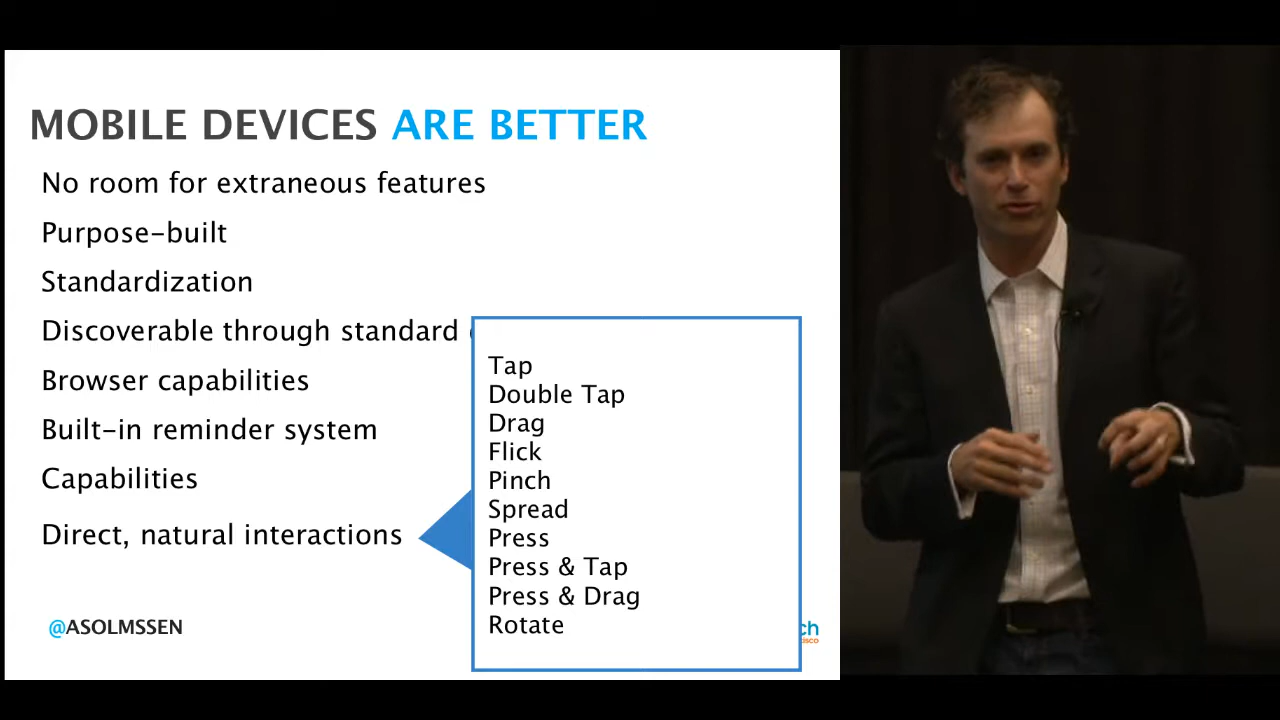 MOBILE DEVICES ARE BETTER
No room for extraneous features
Purpose-built
Standardization
Discoverable through standard
Browser capabilities
Built-in reminder system
Capabilities
Direct, natural interactions
Tap
Double Tap
Drag
Flick
Pinch
Spread
Press
Press & Tap
Press & Drag
Rotate
@ASOLMSSEN